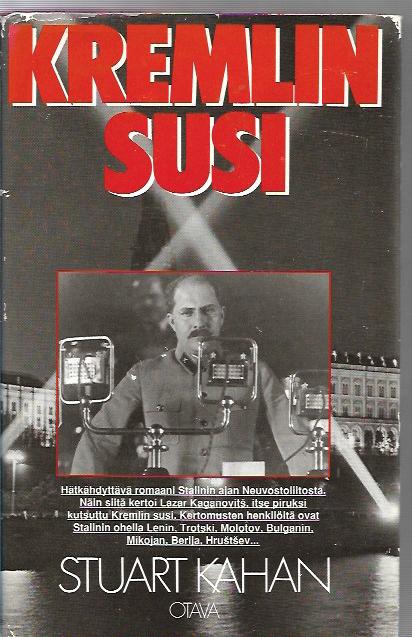 KREMLIN
SUSI
Hätkähdyttävä romaani Stalinin ajan Neuvostoliitosta.
Näin siitä kertoi Lazar Kaganovitš, itse piruksi
kutsuttu Kremlin susi. Kertomusten henkilöitä ovat
Stalinin ohella Lenin, Trotski, Molotov, Bulganin,
Mikojan, Berija, Hruštšev...
STUART KAHAN
OTAVA